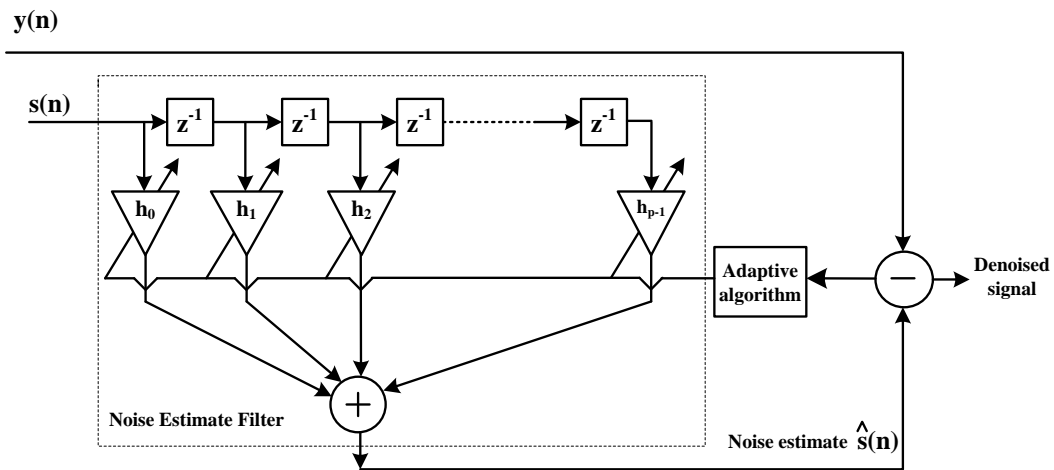 y(n)
s(n)
z⁻¹
z⁻¹
z⁻¹
z⁻¹
h₀
h₁
h₂
hₚ₋₁
Adaptive
algorithm
−
Denoised
signal
+
Noise Estimate Filter
Noise estimate ŝ(n)